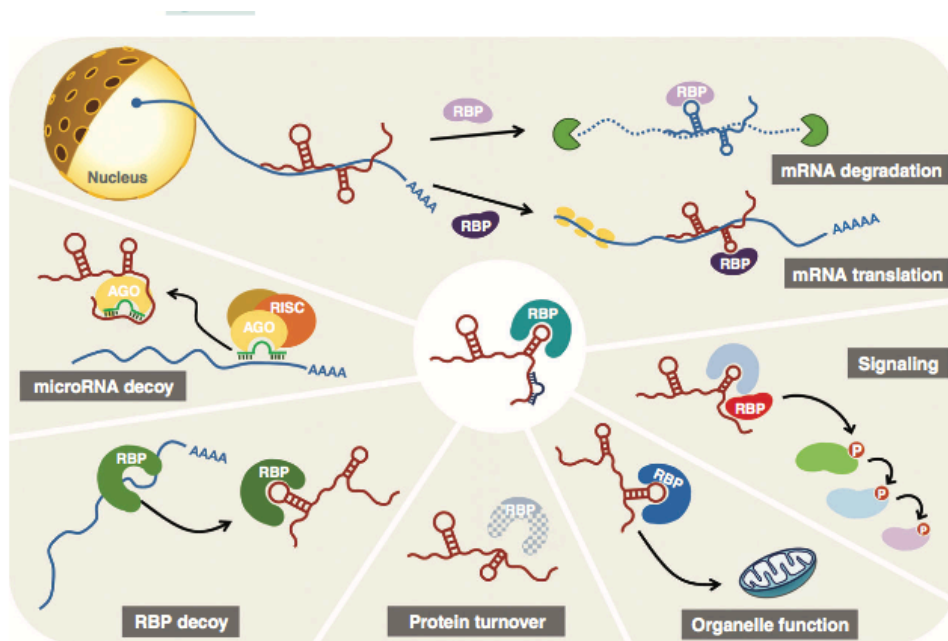 Nucleus
RBP
RBP
mRNA degradation
AAAA
RBP
AAAAA
RBP
mRNA translation
AGO
RISC
AGO
AAAA
microRNA decoy
RBP
RBP
Signaling
P
P
P
RBP
AAAA
RBP
RBP decoy
RBP
Protein turnover
RBP
Organelle function